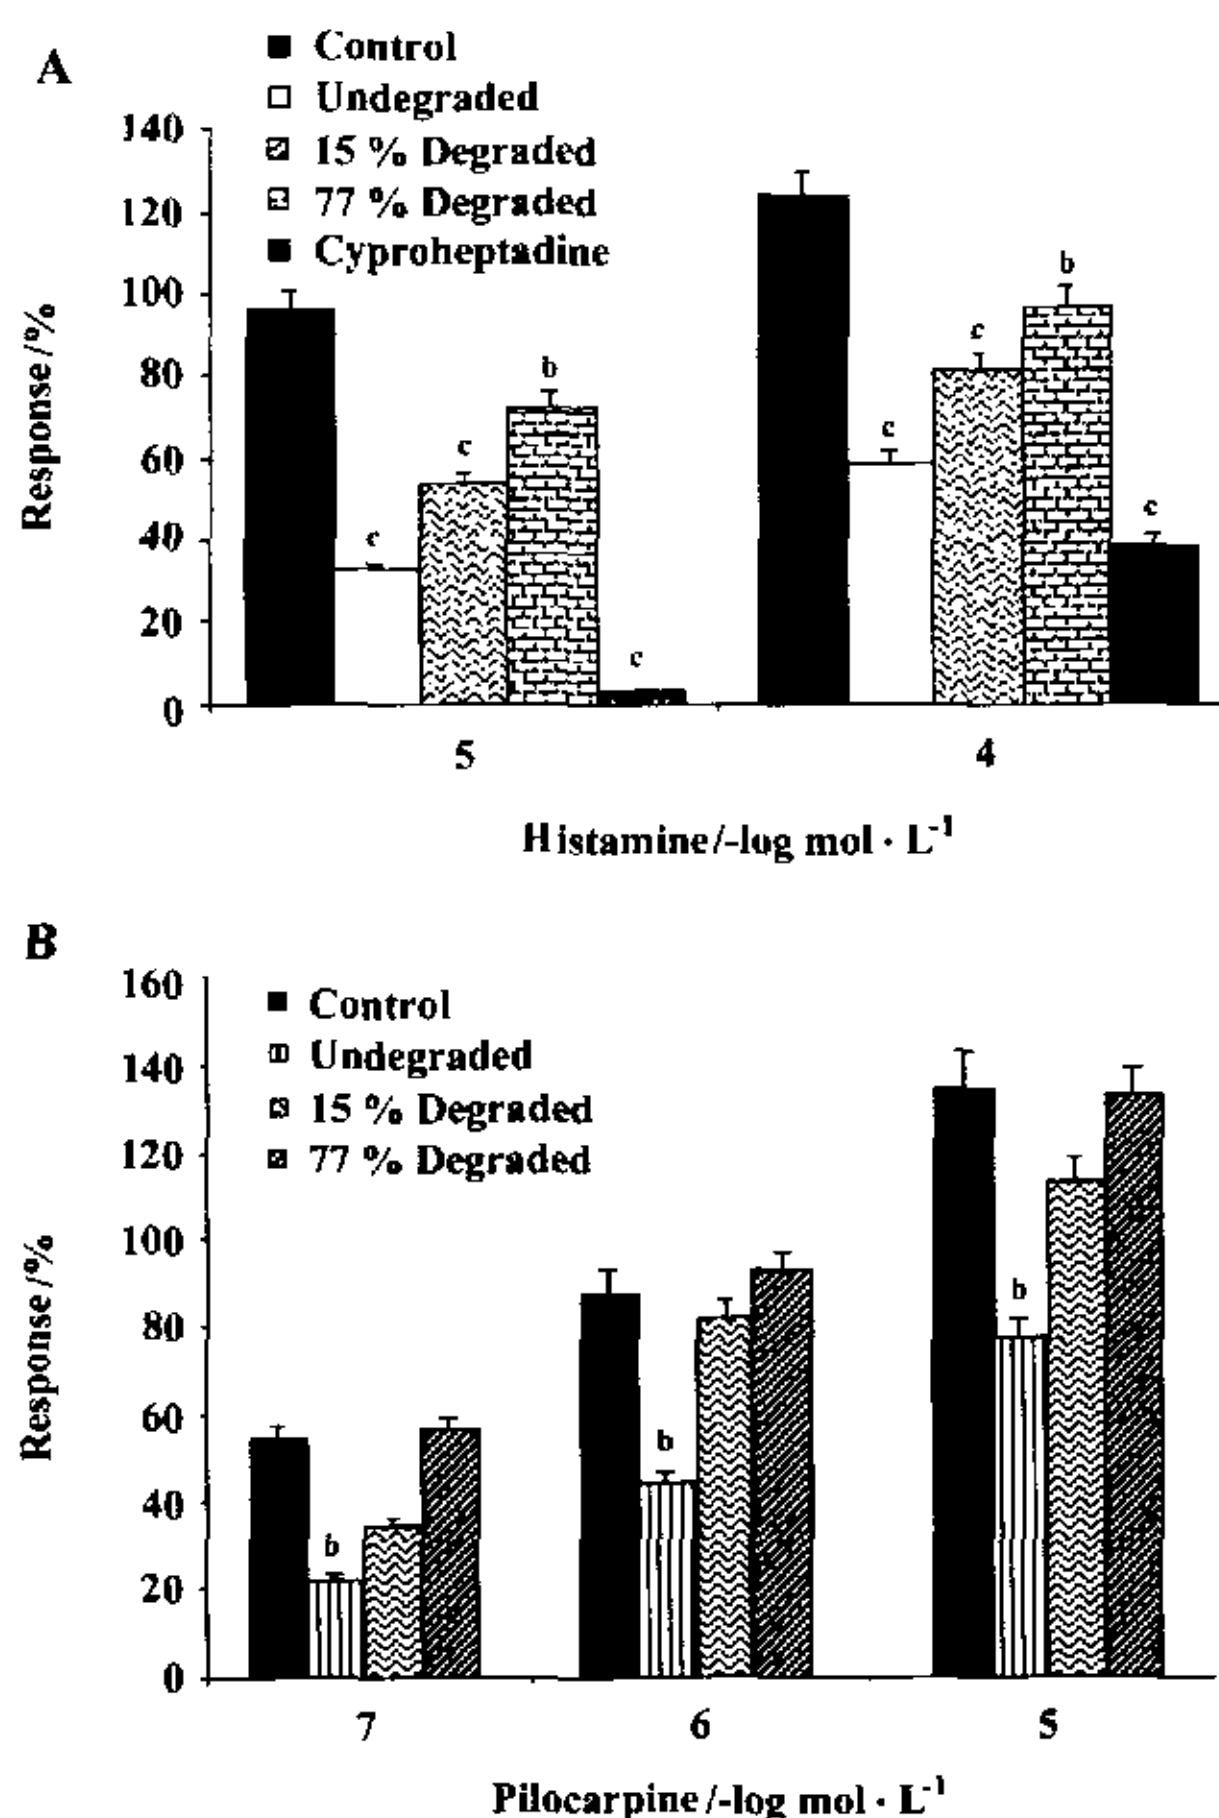 A
Control
Undegraded
15 % Degraded
77 % Degraded
Cyproheptadine
140
120
100
80
60
40
20
0
Response /%
c
c
b
c
c
c
b
c
5
4
Histamine/-log mol · L⁻¹
B
Control
Undegraded
15 % Degraded
77 % Degraded
160
140
120
100
80
60
40
20
0
Response /%
b
b
b
7
6
5
Pilocarpine/-log mol · L⁻¹